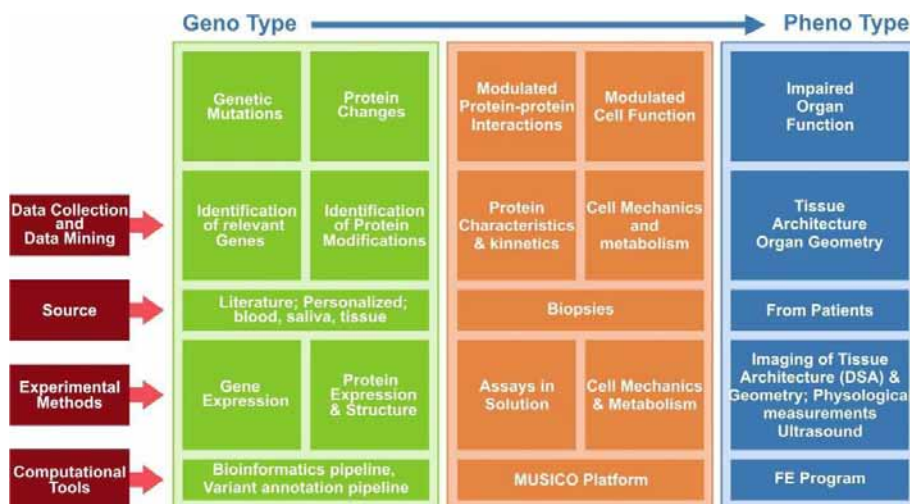 Geno Type
Pheno Type
Genetic
Mutations
Protein
Changes
Modulated
Protein-protein
Interactions
Modulated
Cell Function
Impaired
Organ
Function
Data Collection
and
Data Mining
Identification
of relevant
Genes
Identification
of Protein
Modifications
Protein
Characteristics
& kinnetics
Cell Mechanics
and
metabolism
Tissue
Architecture
Organ Geometry
Source
Literature; Personalized;
blood, saliva, tissue
Biopsies
From Patients
Experimental
Methods
Gene
Expression
Protein
Expression
& Structure
Assays in
Solution
Cell Mechanics
& Metabolism
Imaging of Tissue
Architecture (DSA) &
Geometry; Physological
measurements
Ultrasound
Computational
Tools
Bioinformatics pipeline,
Variant annotation pipeline
MUSICO Platform
FE Program